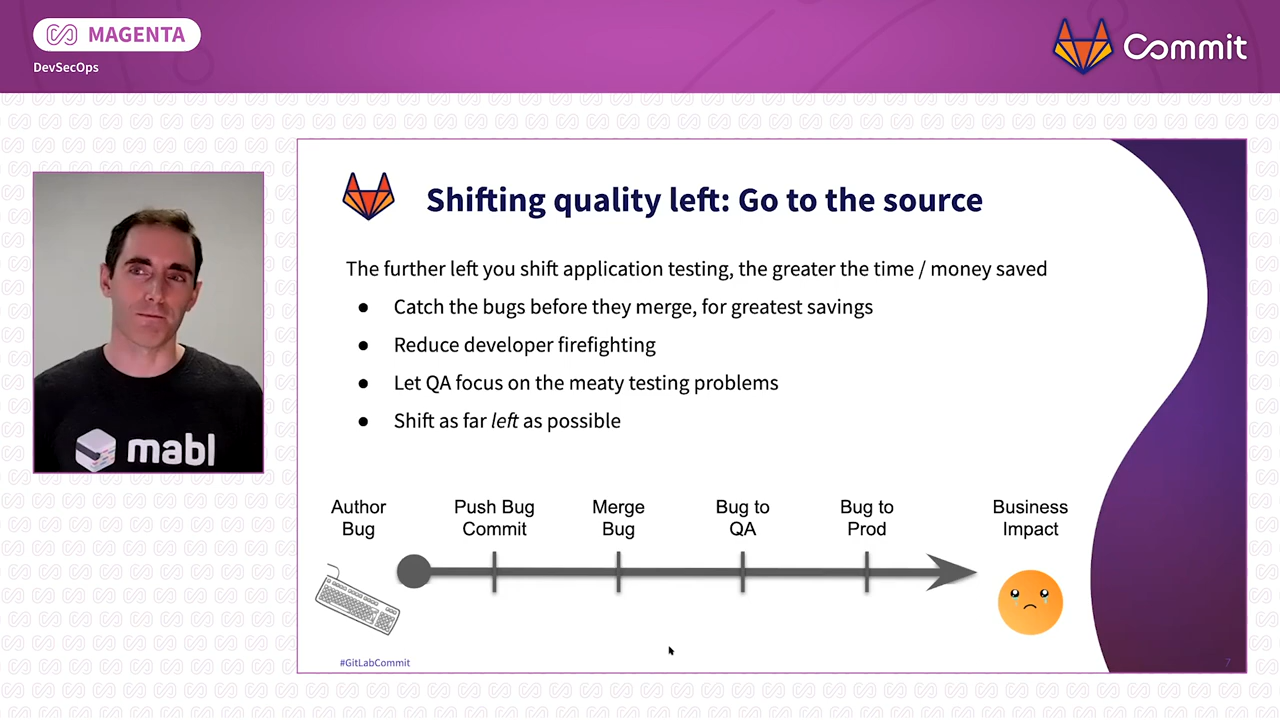 MAGENTA
DevSecOps
Commit
Shifting quality left: Go to the source
The further left you shift application testing, the greater the time / money saved
● Catch the bugs before they merge, for greatest savings
● Reduce developer firefighting
● Let QA focus on the meaty testing problems
● Shift as far left as possible
mabl
Author Bug
Push Bug Commit
Merge Bug
Bug to QA
Bug to Prod
Business Impact
#GitLabCommit
7